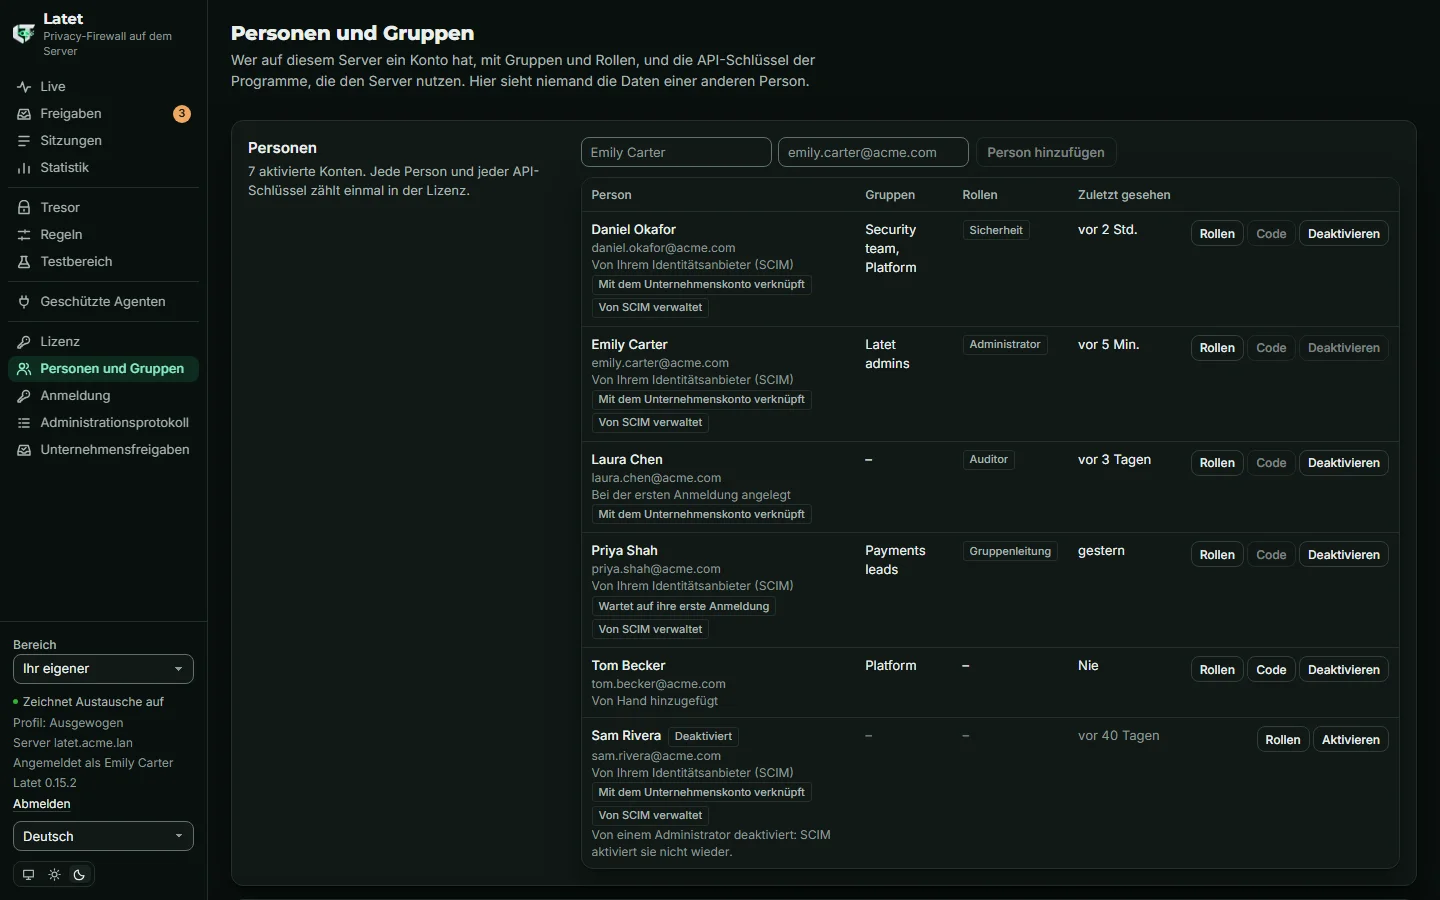 Latet
Privacy-Firewall auf dem
Server
Live
Freigaben
3
Sitzungen
Statistik
Tresor
Regeln
Testbereich
Geschützte Agenten
Lizenz
Personen und Gruppen
Anmeldung
Administrationsprotokoll
Unternehmensfreigaben
Bereich
Ihr eigener
Zeichnet Austausche auf
Profil: Ausgewogen
Server latet.acme.lan
Angemeldet als Emily Carter
Latet 0.15.2
Abmelden
Deutsch
Personen und Gruppen
Wer auf diesem Server ein Konto hat, mit Gruppen und Rollen, und die API-Schlüssel der
Programme, die den Server nutzen. Hier sieht niemand die Daten einer anderen Person.
Personen
7 aktivierte Konten. Jede Person und jeder API-
Schlüssel zählt einmal in der Lizenz.
Emily Carter emily.carter@acme.com Person hinzufügen
Person Gruppen Rollen Zuletzt gesehen
Daniel Okafor
daniel.okafor@acme.com
Von Ihrem Identitätsanbieter (SCIM)
Mit dem Unternehmenskonto verknüpft
Von SCIM verwaltet
Security
team,
Platform
Sicherheit
vor 2 Std.
Rollen Code Deaktivieren
Emily Carter
emily.carter@acme.com
Von Ihrem Identitätsanbieter (SCIM)
Mit dem Unternehmenskonto verknüpft
Von SCIM verwaltet
Latet
admins
Administrator
vor 5 Min.
Rollen Code Deaktivieren
Laura Chen
laura.chen@acme.com
Bei der ersten Anmeldung angelegt
Mit dem Unternehmenskonto verknüpft
–
Auditor
vor 3 Tagen
Rollen Code Deaktivieren
Priya Shah
priya.shah@acme.com
Von Ihrem Identitätsanbieter (SCIM)
Wartet auf ihre erste Anmeldung
Von SCIM verwaltet
Payments
leads
Gruppenleitung
gestern
Rollen Code Deaktivieren
Tom Becker
tom.becker@acme.com
Von Hand hinzugefügt
Platform
–
Nie
Rollen Code Deaktivieren
Sam Rivera Deaktiviert
sam.rivera@acme.com
Von Ihrem Identitätsanbieter (SCIM)
Mit dem Unternehmenskonto verknüpft
Von SCIM verwaltet
Von einem Administrator deaktiviert: SCIM
aktiviert sie nicht wieder.
–
–
vor 40 Tagen
Rollen Aktivieren